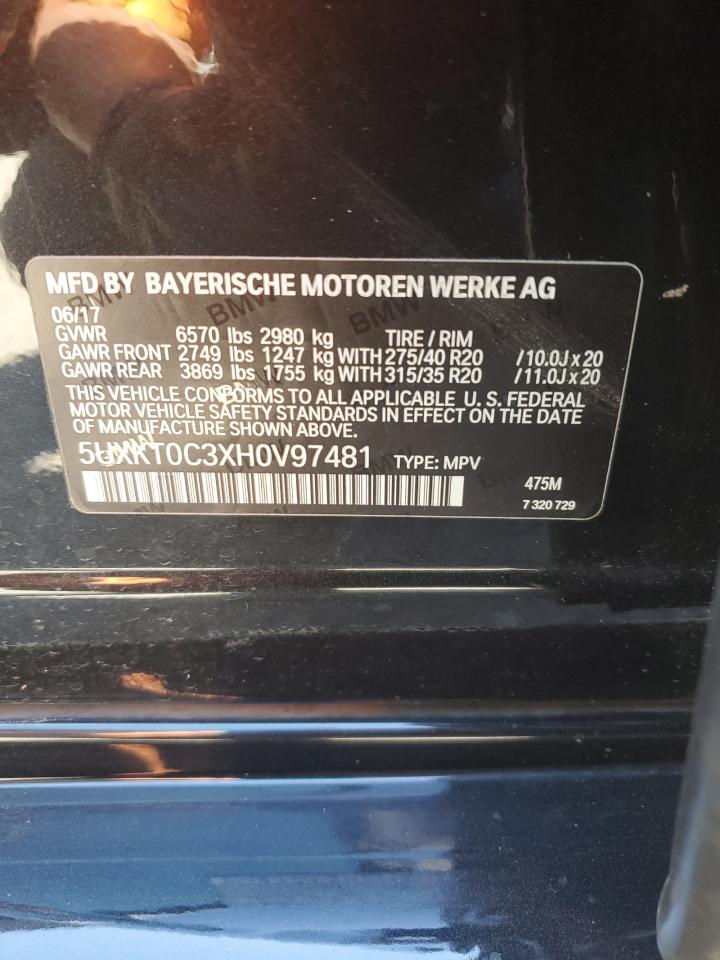 MFD BY BAYERISCHE MOTOREN WERKE AG
06/17
GVWR 6570 lbs 2980 kg TIRE / RIM
GAWR FRONT 2749 lbs 1247 kg WITH 275/40 R20 /10.0J x 20
GAWR REAR 3869 lbs 1755 kg WITH 315/35 R20 /11.0J x 20
THIS VEHICLE CONFORMS TO ALL APPLICABLE U. S. FEDERAL
MOTOR VEHICLE SAFETY STANDARDS IN EFFECT ON THE DATE
OF MANUFACTURE SHOWN ABOVE.
5UXKT0C3XH0V97481 TYPE: MPV
475M
7 320 729